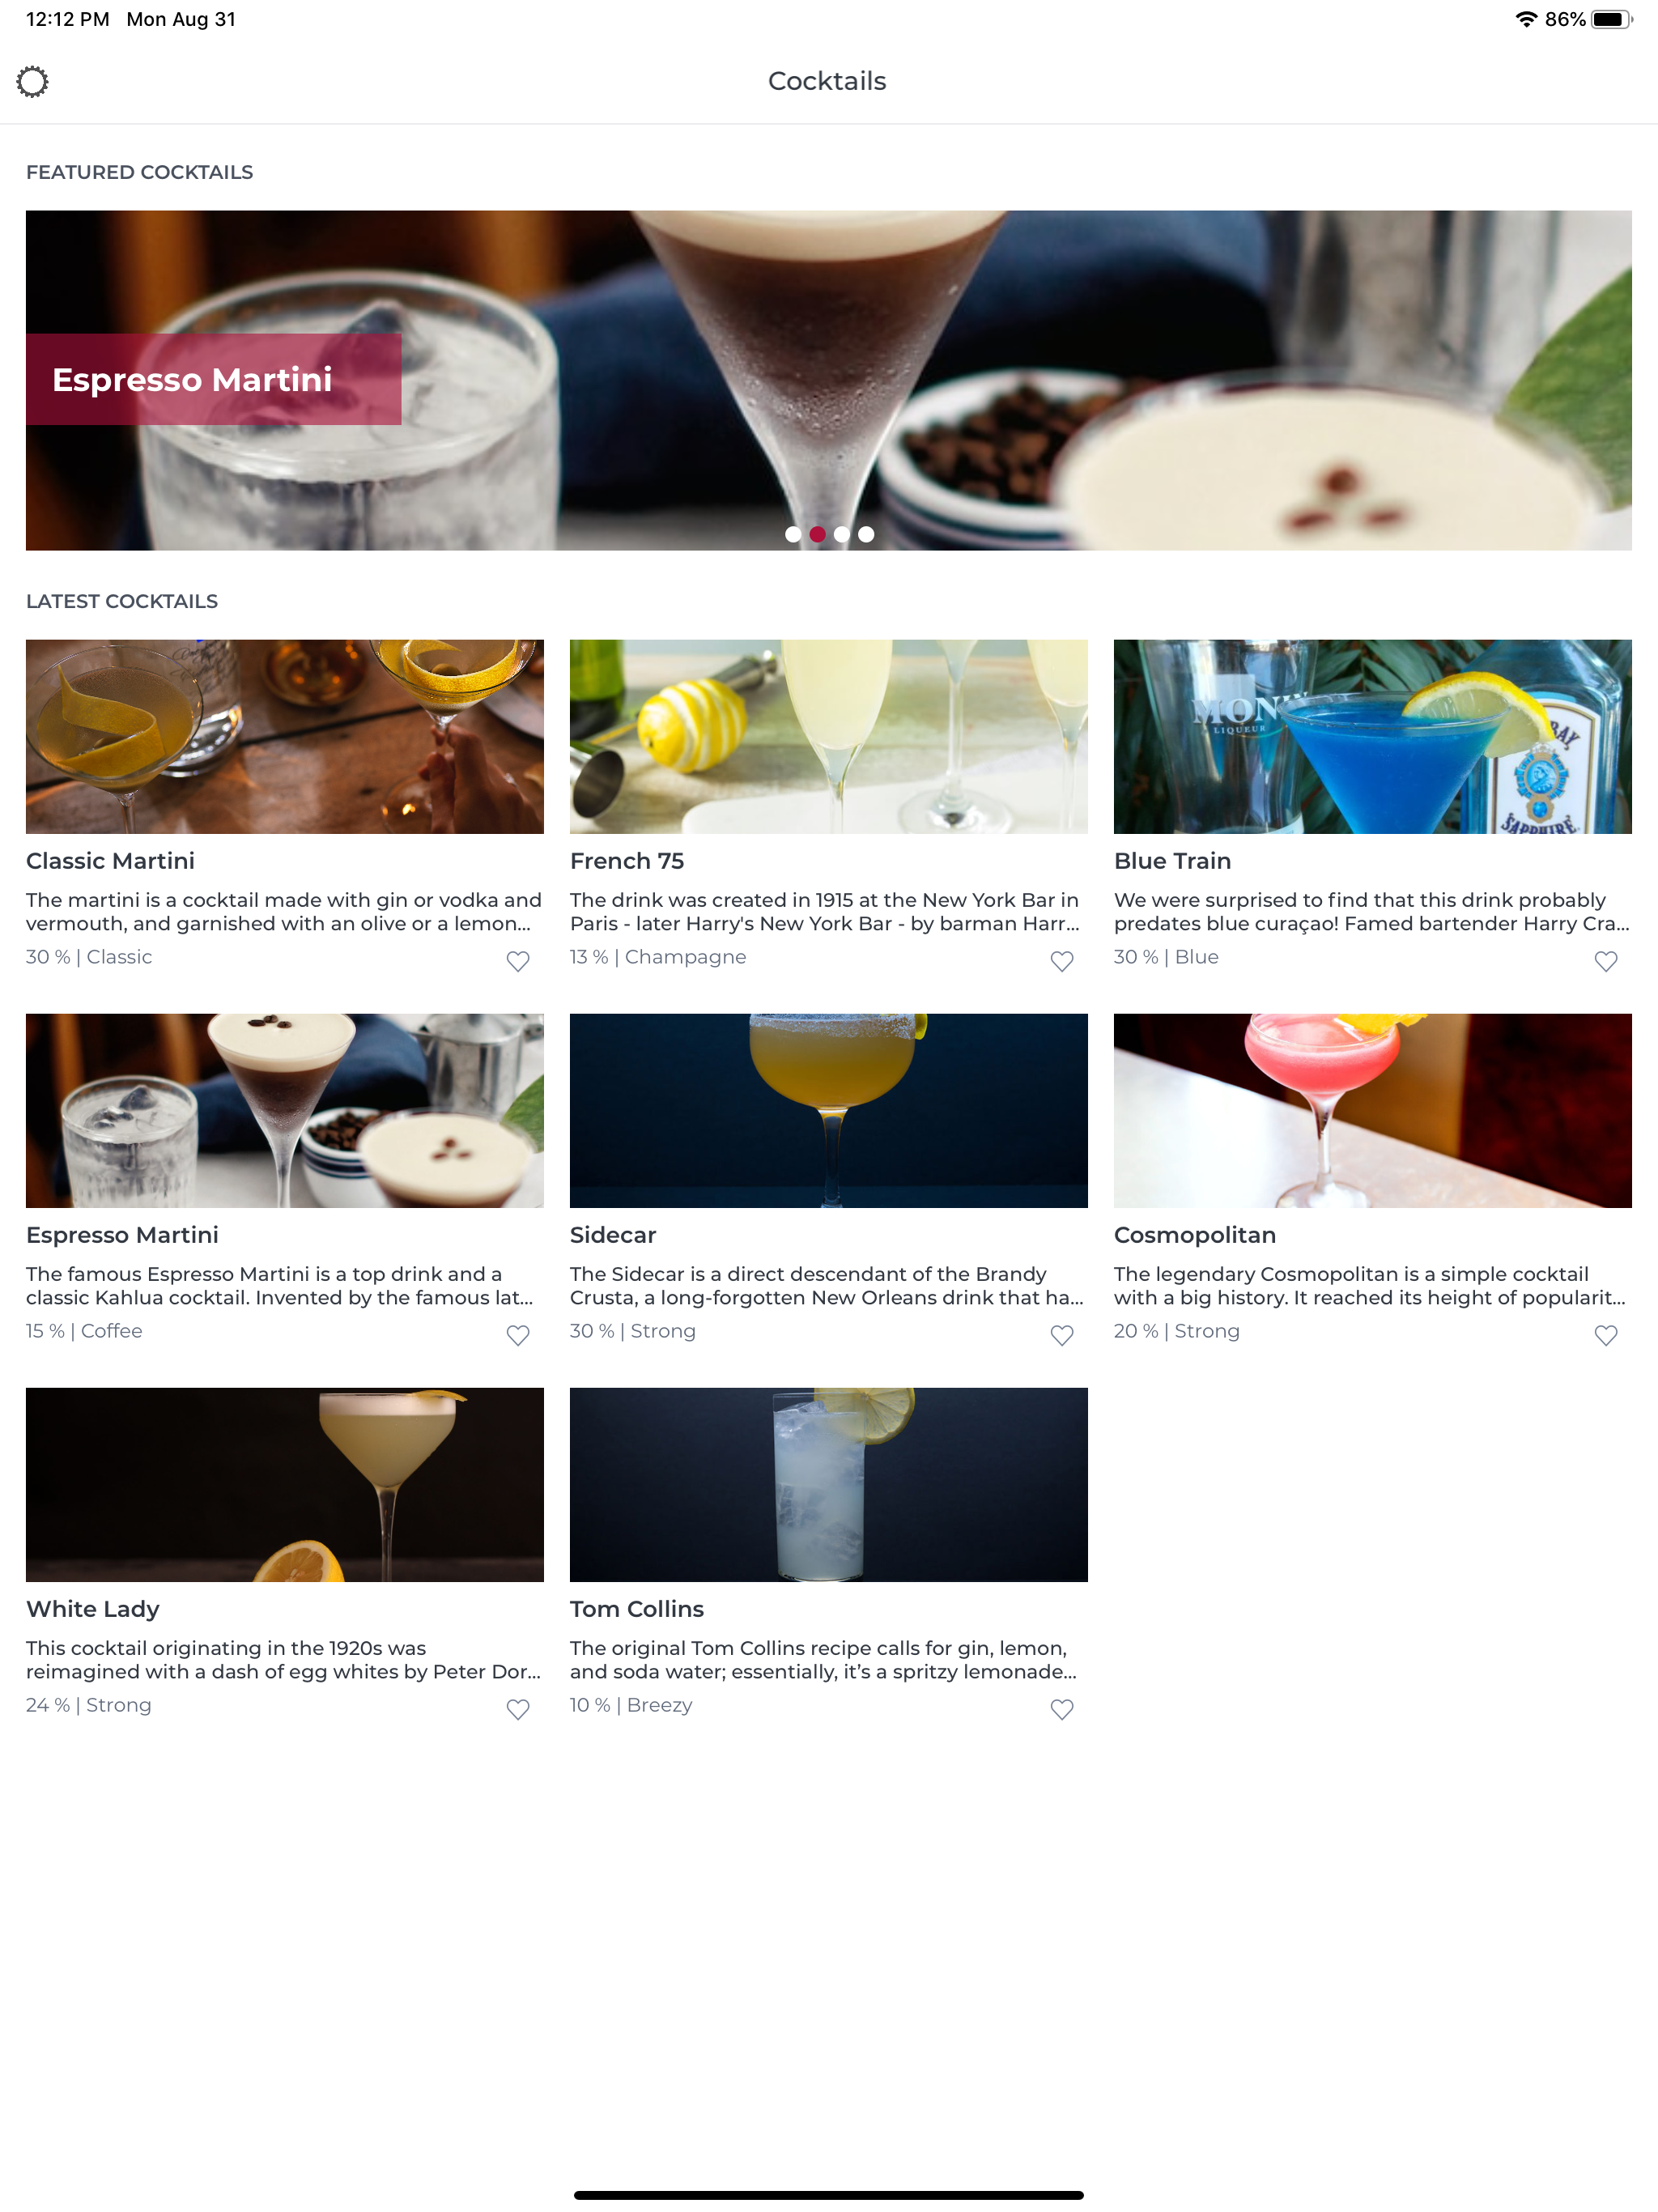 12:12 PM Mon Aug 31
86%
Cocktails
FEATURED COCKTAILS
Espresso Martini
LATEST COCKTAILS
MON
LIQUEUR
BAY
SAPPHIRE
Classic Martini
The martini is a cocktail made with gin or vodka and
vermouth, and garnished with an olive or a lemon...
30 % | Classic
French 75
The drink was created in 1915 at the New York Bar in
Paris - later Harry's New York Bar - by barman Harr...
13 % | Champagne
Blue Train
We were surprised to find that this drink probably
predates blue curaçao! Famed bartender Harry Cra...
30 % | Blue
Espresso Martini
The famous Espresso Martini is a top drink and a
classic Kahlua cocktail. Invented by the famous lat...
15 % | Coffee
Sidecar
The Sidecar is a direct descendant of the Brandy
Crusta, a long-forgotten New Orleans drink that ha...
30 % | Strong
Cosmopolitan
The legendary Cosmopolitan is a simple cocktail
with a big history. It reached its height of popularit...
20 % | Strong
White Lady
This cocktail originating in the 1920s was
reimagined with a dash of egg whites by Peter Dor...
24 % | Strong
Tom Collins
The original Tom Collins recipe calls for gin, lemon,
and soda water; essentially, it’s a spritzy lemonade...
10 % | Breezy